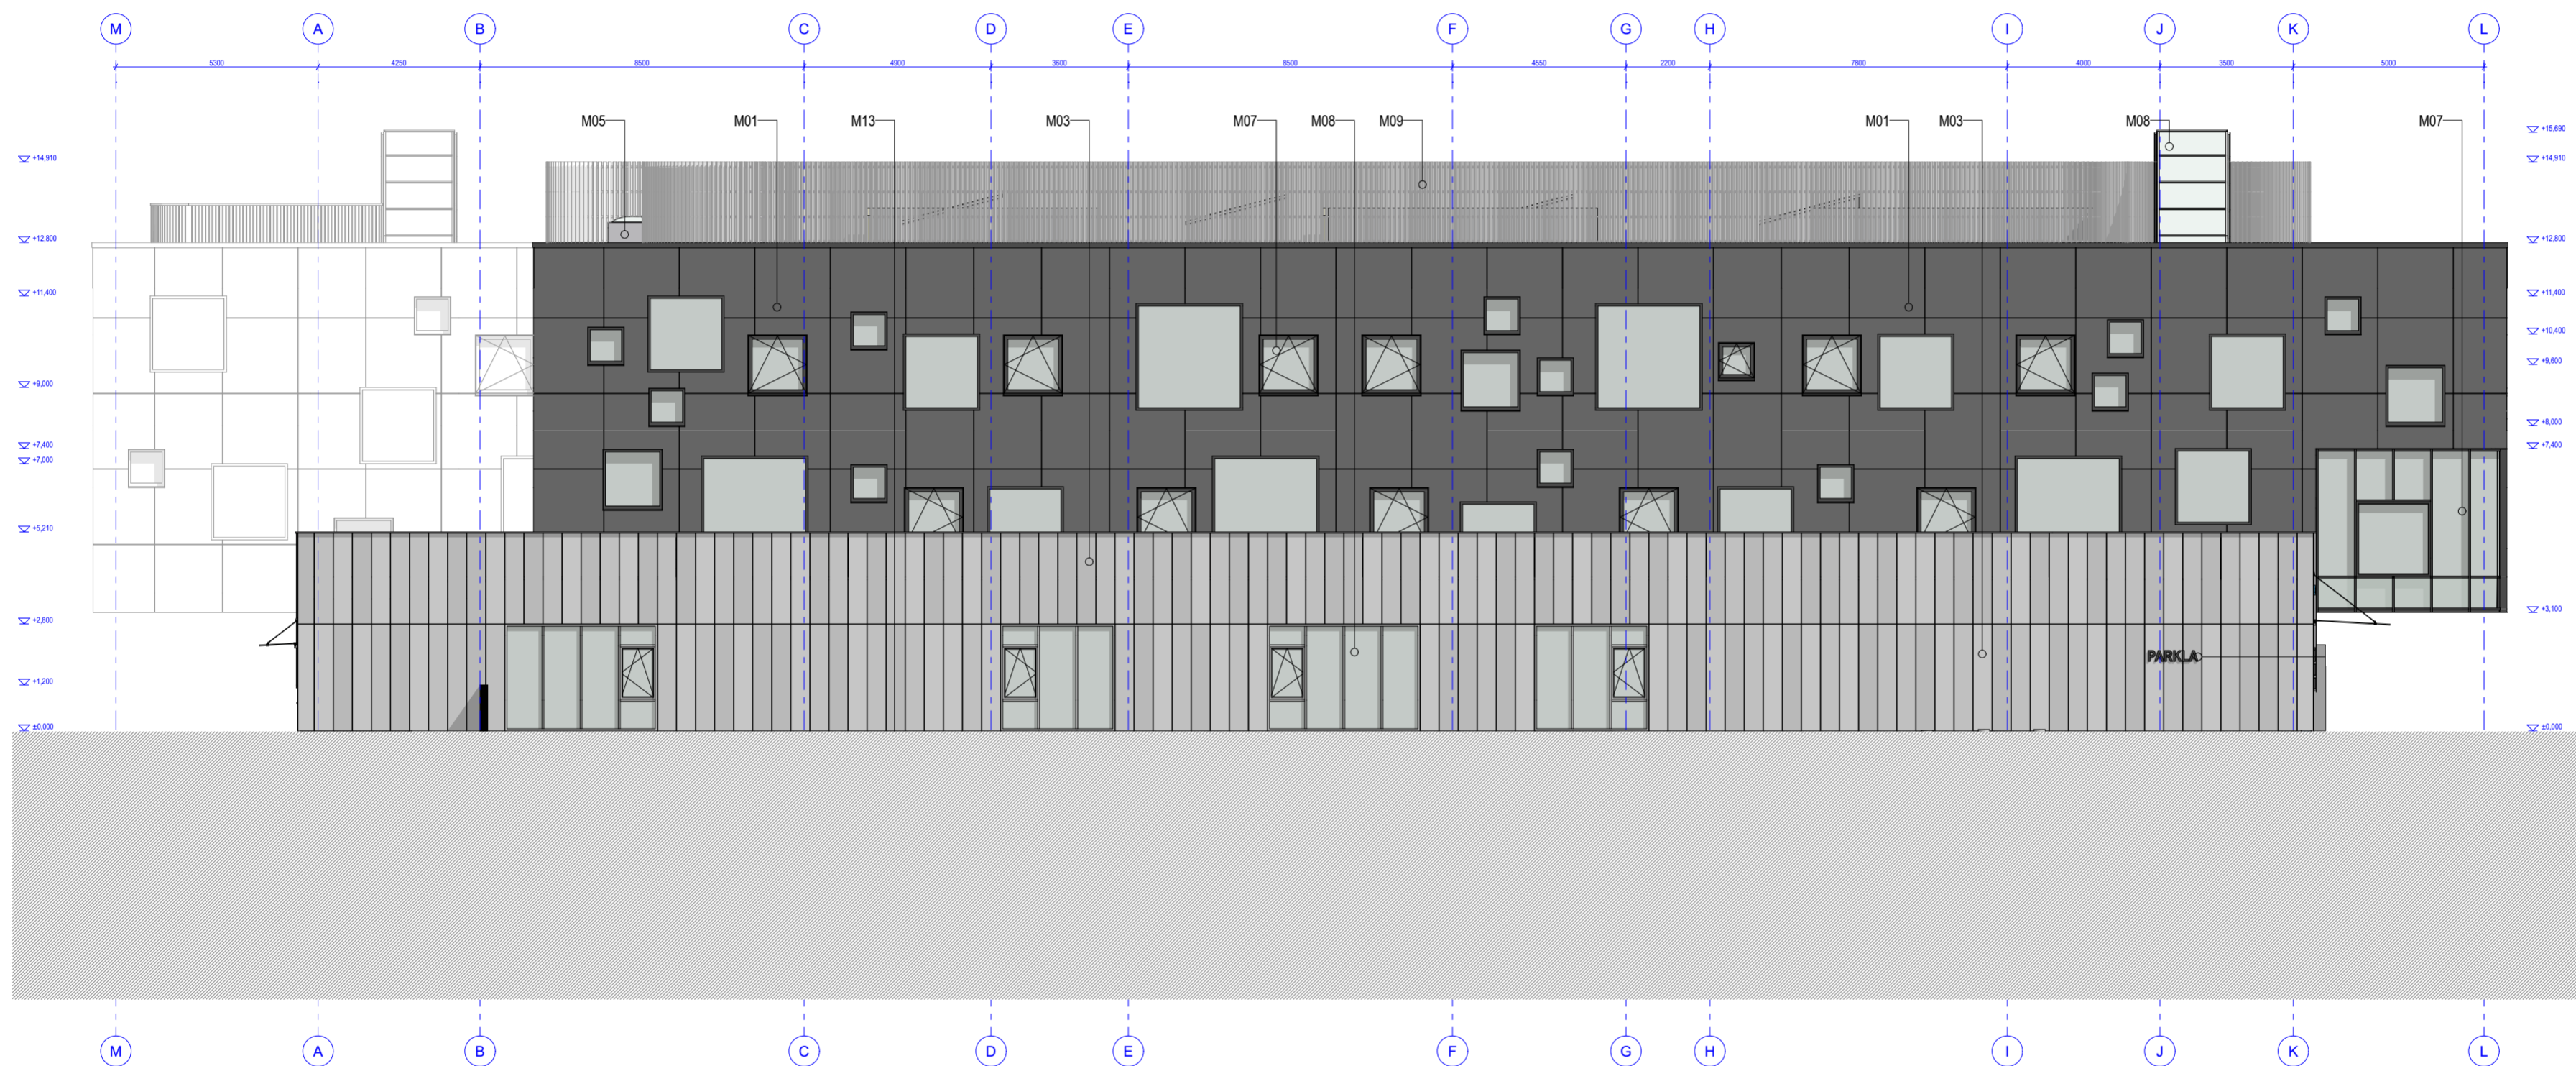 M A B C D E F G H I J K L
5300 4250 8500 4900 3600 8500 4550 2200 7800 4000 3500 5000
M05 M01 M13 M03 M07 M08 M09 M01 M03 M08 M07
+15,690
+14,910 +14,910
+12,800 +12,800
+11,400 +11,400
+10,400
+9,600
+9,000
+8,000
+7,400 +7,400
+7,000
+5,210
+2,800 +3,100
PARKLA
+1,200
±0,000 ±0,000
M A B C D E F G H I J K L